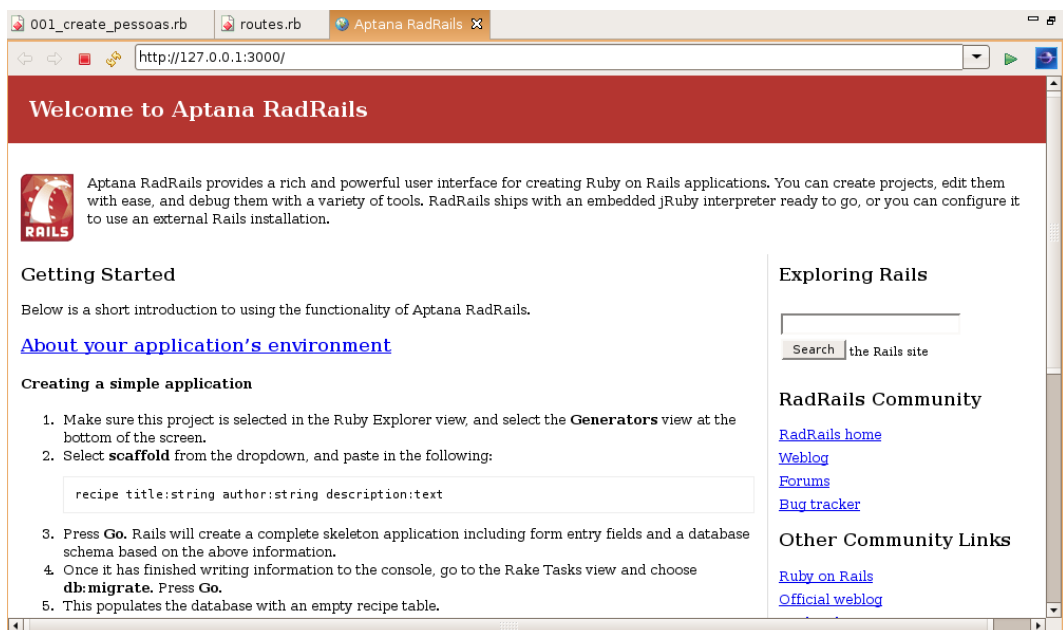 001_create_pessoas.rb
routes.rb
Aptana RadRails
http://127.0.0.1:3000/
Welcome to Aptana RadRails
RAILS
Aptana RadRails provides a rich and powerful user interface for creating Ruby on Rails applications. You can create projects, edit them
with ease, and debug them with a variety of tools. RadRails ships with an embedded jRuby interpreter ready to go, or you can configure it
to use an external Rails installation.
Getting Started
Below is a short introduction to using the functionality of Aptana RadRails.
About your application's environment
Creating a simple application
1. Make sure this project is selected in the Ruby Explorer view, and select the Generators view at the
bottom of the screen.
2. Select scaffold from the dropdown, and paste in the following:
recipe title:string author:string description:text
3. Press Go. Rails will create a complete skeleton application including form entry fields and a database
schema based on the above information.
4. Once it has finished writing information to the console, go to the Rake Tasks view and choose
db:migrate. Press Go.
5. This populates the database with an empty recipe table.
Exploring Rails
Search the Rails site
RadRails Community
RadRails home
Weblog
Forums
Bug tracker
Other Community Links
Ruby on Rails
Official weblog